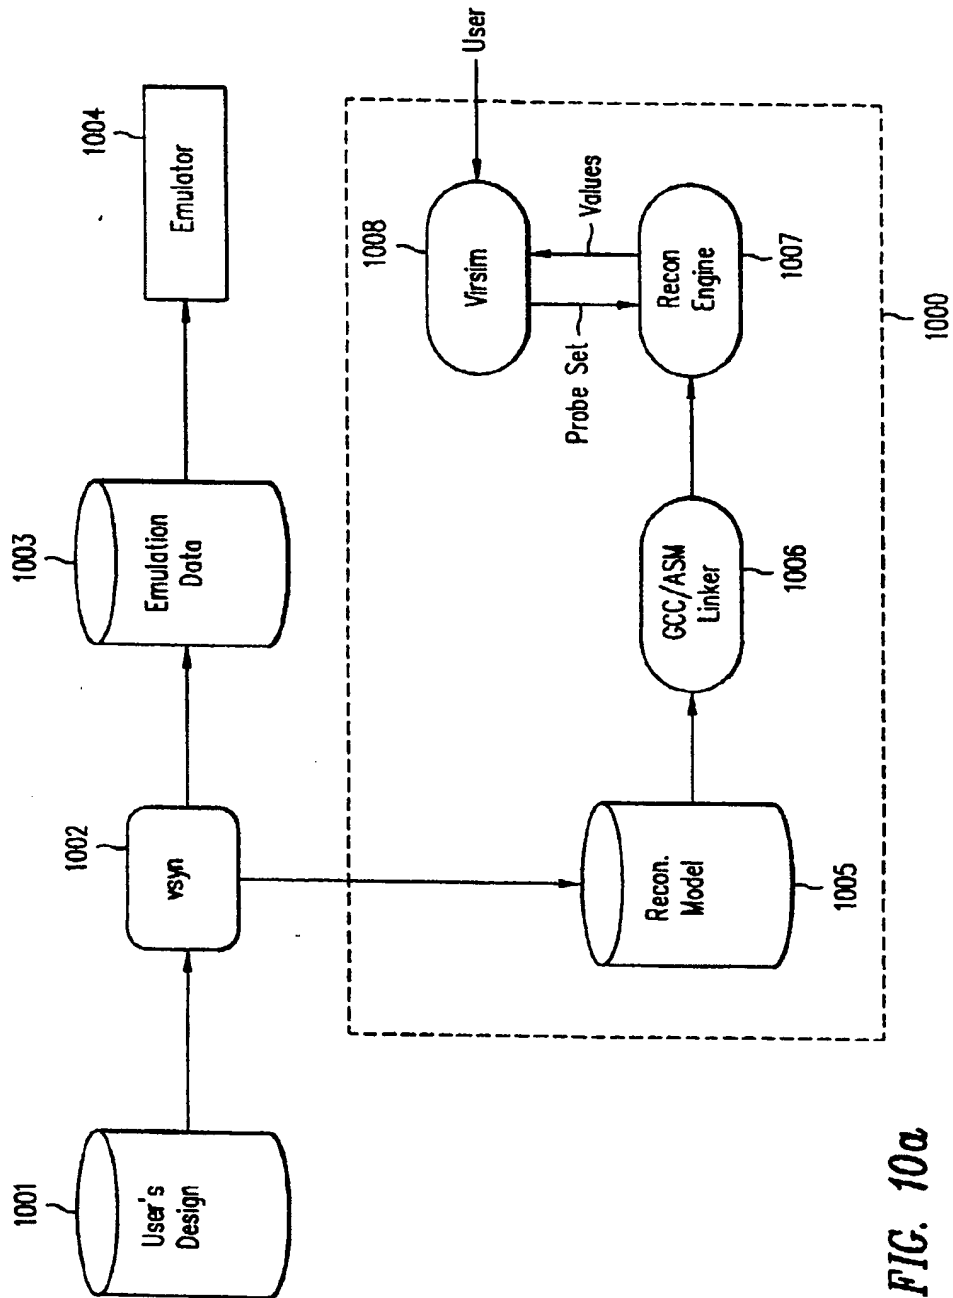 1001
User's
Design
1002
vsyn
1003
Emulation
Data
1004
Emulator
1005
Recon.
Model
1006
GCC/ASM
Linker
1007
Recon
Engine
1008
Virsim
Probe Set
Values
User
1000
FIG. 10a